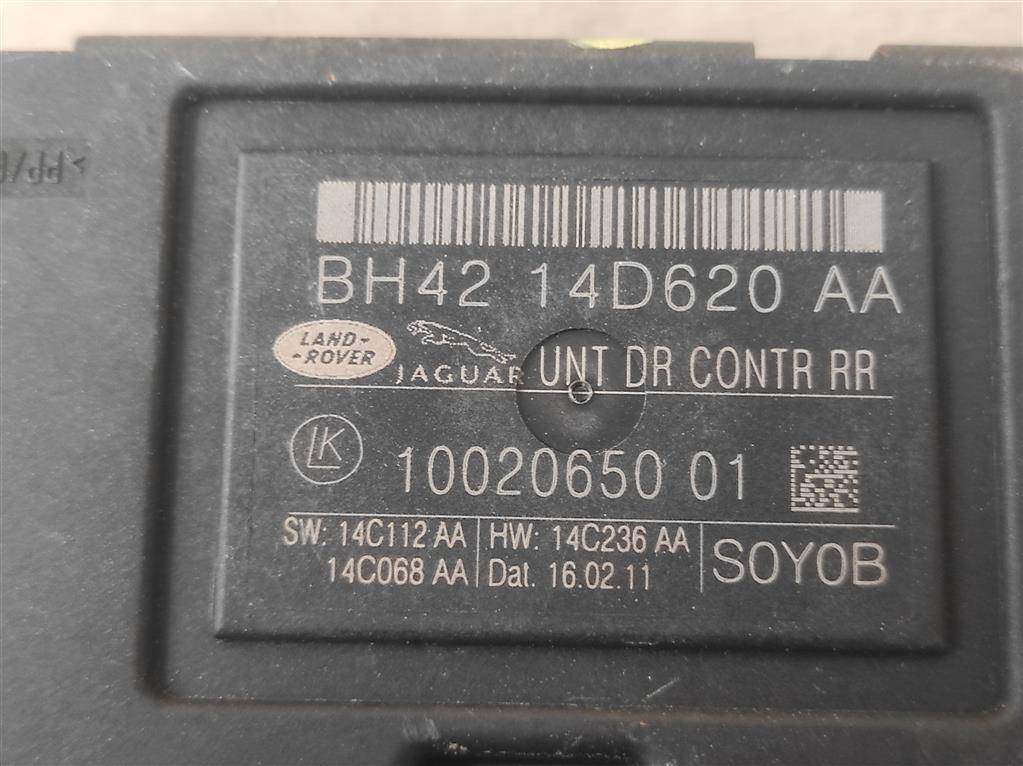 BH42 14D620 AA
LAND-
-ROVER
JAGUAR UNT DR CONTR RR
LK
10020650 01
SW: 14C112 AA HW: 14C236 AA
14C068 AA Dat. 16.02.11
SOYOB